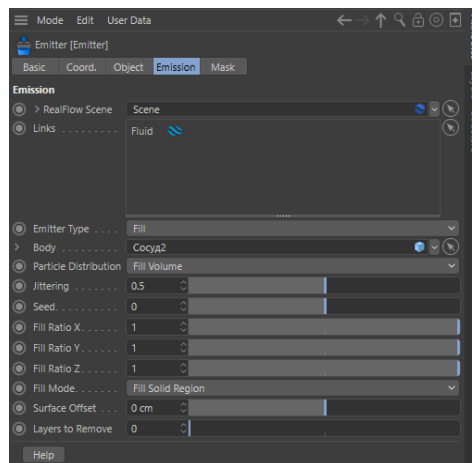 Mode Edit User Data
Emitter [Emitter]
Basic Coord. Object Emission Mask
Emission
RealFlow Scene Scene
Links . . . . . . . . . Fluid
Emitter Type . . . . Fill
Body . . . . . . . . . Сосуд2
Particle Distribution Fill Volume
Jittering . . . . . . . 0.5
Seed. . . . . . . . . . 0
Fill Ratio X. . . . . . 1
Fill Ratio Y. . . . . . 1
Fill Ratio Z. . . . . . 1
Fill Mode. . . . . . . Fill Solid Region
Surface Offset . . . 0 cm
Layers to Remove 0
Help